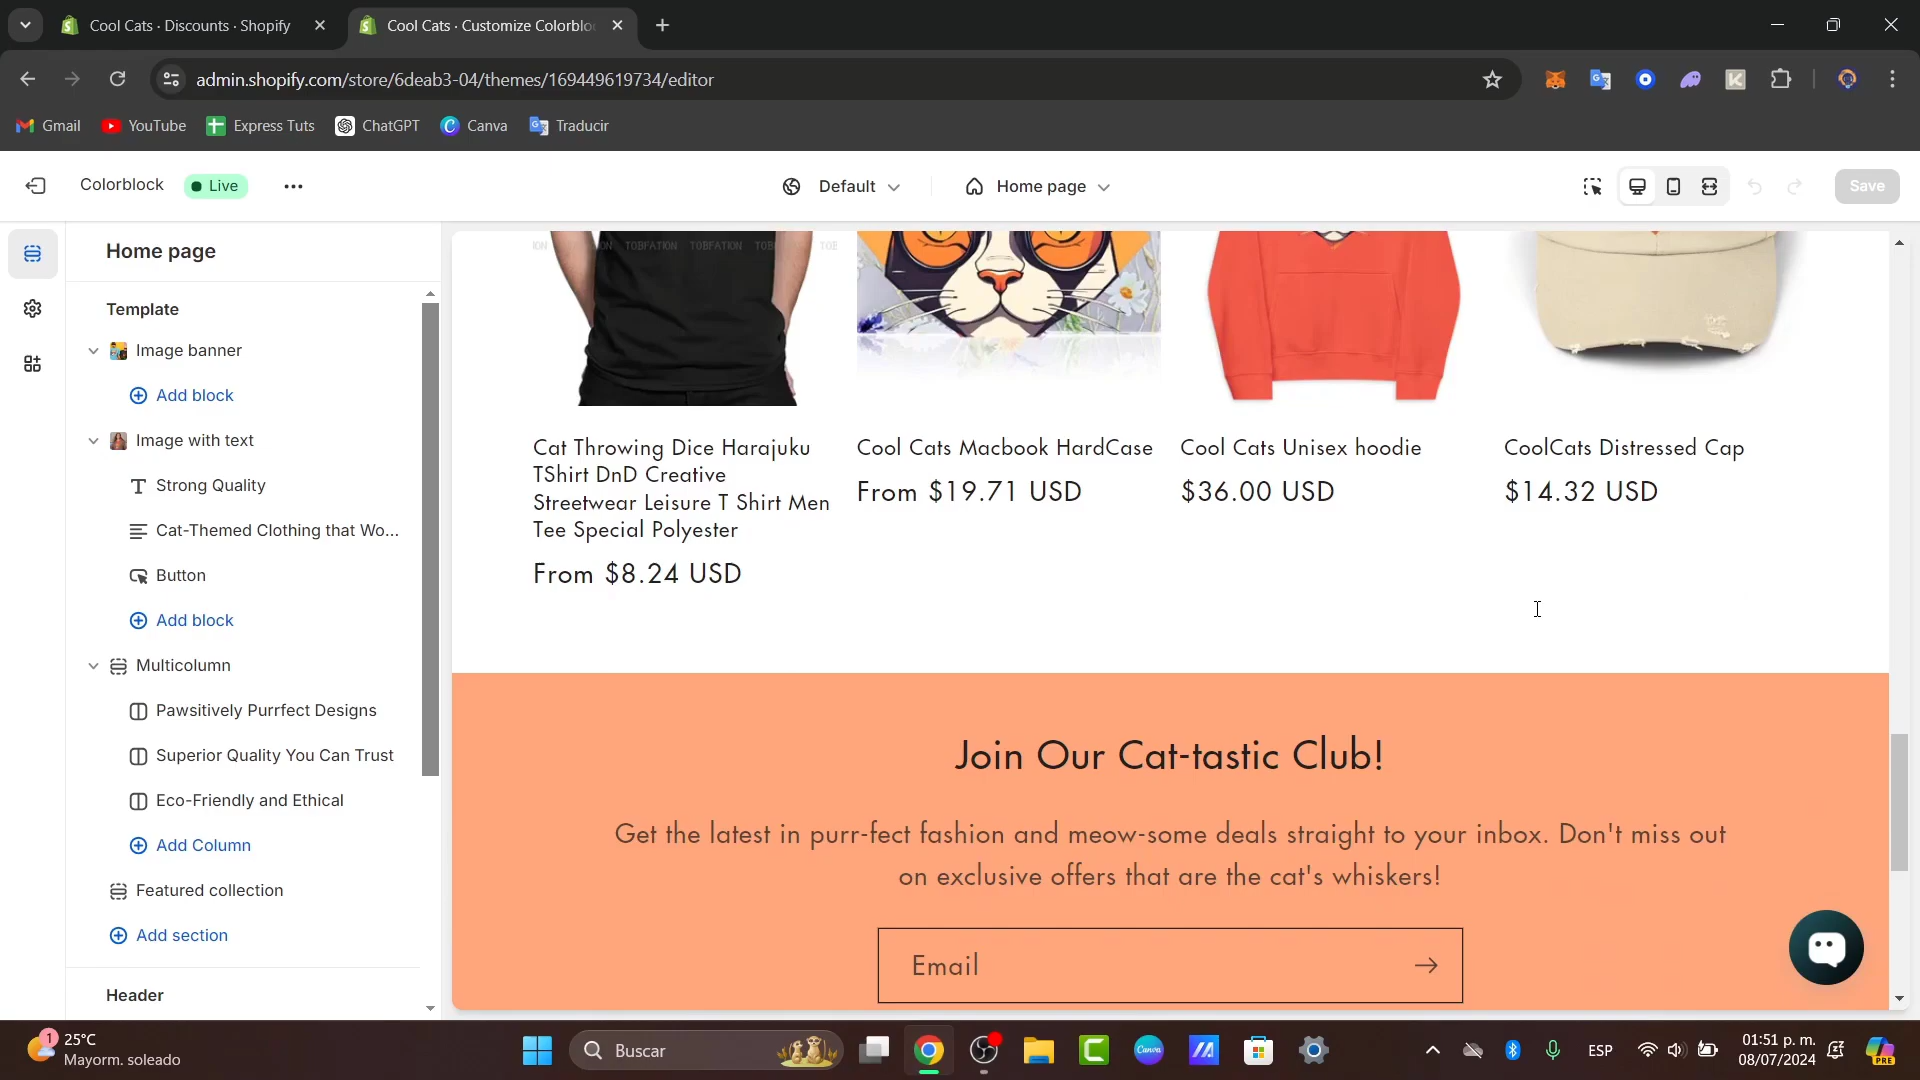 Cool Cats · Discounts · Shopify
Cool Cats · Customize Colorblo
admin.shopify.com/store/6deab3-04/themes/169449619734/editor
Gmail
YouTube
Express Tuts
ChatGPT
Canva
Traducir
Colorblock
Live
Default
Home page
Save
Home page
Template
Image banner
Add block
Image with text
Strong Quality
Cat-Themed Clothing that Wo...
Button
Add block
Multicolumn
Pawsitively Purrfect Designs
Superior Quality You Can Trust
Eco-Friendly and Ethical
Add Column
Featured collection
Add section
Header
Cat Throwing Dice Harajuku
TShirt DnD Creative
Streetwear Leisure T Shirt Men
Tee Special Polyester
From $8.24 USD
Cool Cats Macbook HardCase
From $19.71 USD
Cool Cats Unisex hoodie
$36.00 USD
CoolCats Distressed Cap
$14.32 USD
Join Our Cat-tastic Club!
Get the latest in purr-fect fashion and meow-some deals straight to your inbox. Don't miss out
on exclusive offers that are the cat's whiskers!
Email
1
25°C
Mayorm. soleado
Buscar
Canva
ESP
01:51 p. m.
08/07/2024
PRE